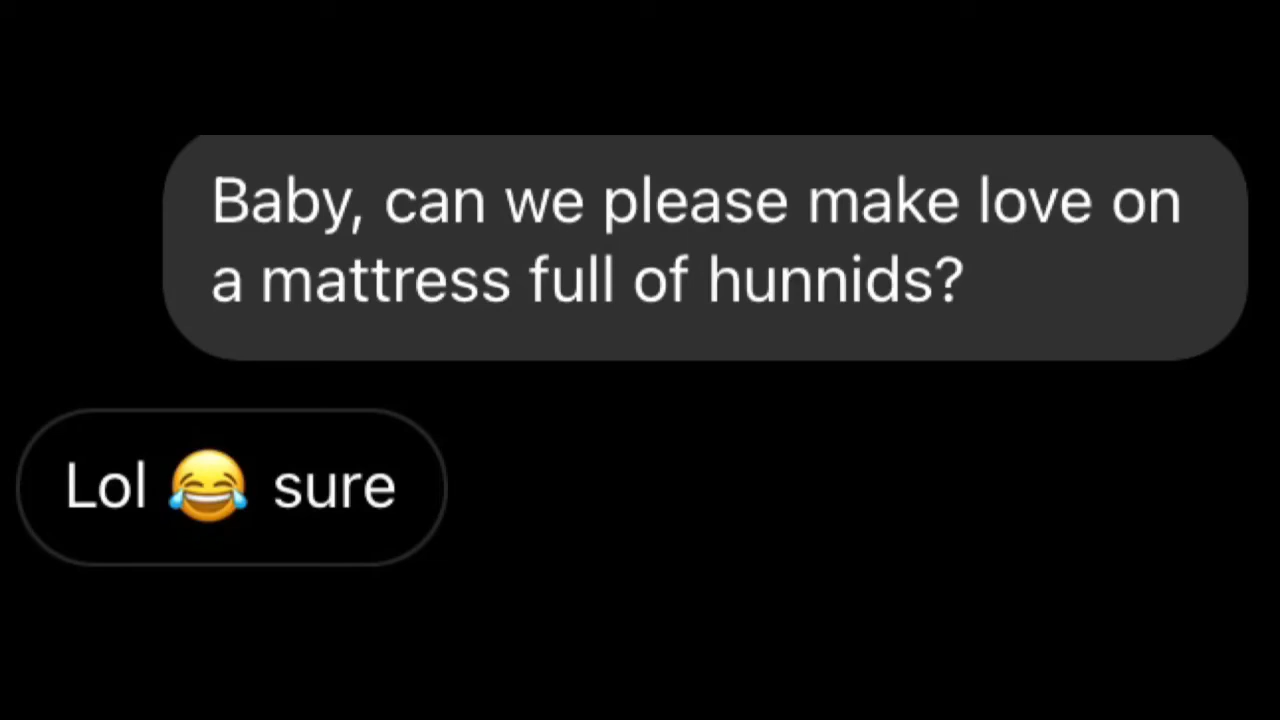 Baby, can we please make love on
a mattress full of hunnids?
Lol 😂 sure